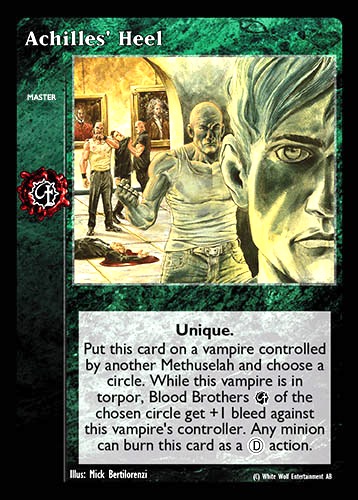 Achilles' Heel
MASTER
Unique.
Put this card on a vampire controlled
by another Methuselah and choose a
circle. While this vampire is in
torpor, Blood Brothers of the
chosen circle get +1 bleed against
this vampire's controller. Any minion
can burn this card as a Ⓓ action.
Illus: Mick Bertilorenzi
(C) White Wolf Entertainment AB